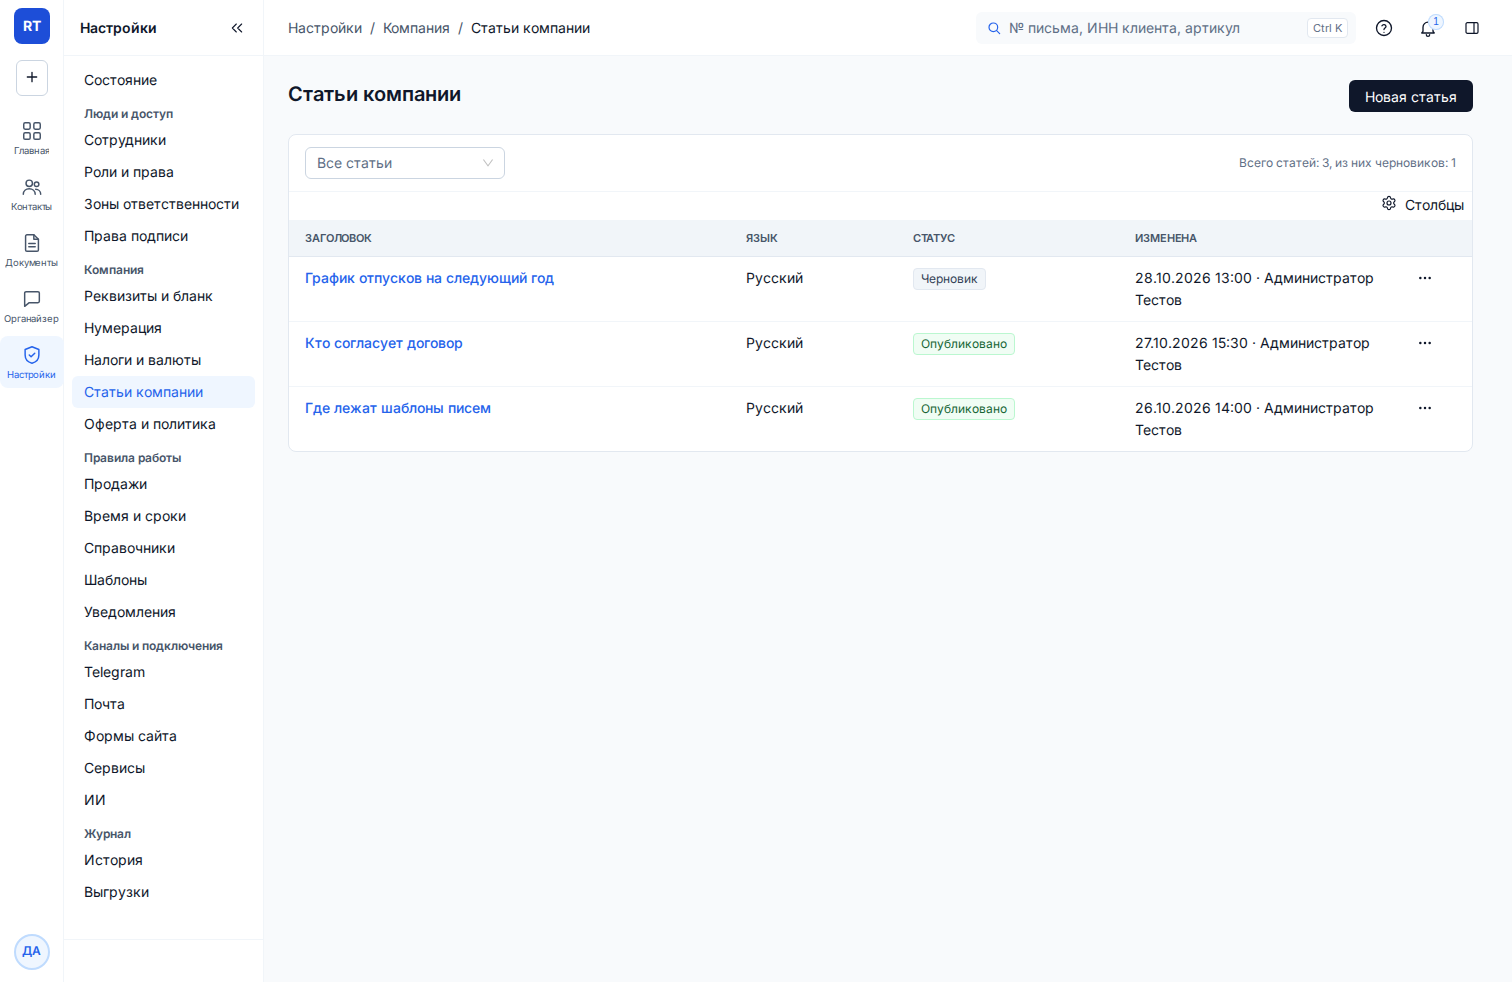 RT
Настройки
Настройки / Компания / Статьи компании
№ письма, ИНН клиента, артикул
Ctrl K
1
Главная
Контакты
Документы
Органайзер
Настройки
ДА
Состояние
Люди и доступ
Сотрудники
Роли и права
Зоны ответственности
Права подписи
Компания
Реквизиты и бланк
Нумерация
Налоги и валюты
Статьи компании
Оферта и политика
Правила работы
Продажи
Время и сроки
Справочники
Шаблоны
Уведомления
Каналы и подключения
Telegram
Почта
Формы сайта
Сервисы
ИИ
Журнал
История
Выгрузки
Статьи компании
Новая статья
Все статьи
Всего статей: 3, из них черновиков: 1
Столбцы
ЗАГОЛОВОК ЯЗЫК СТАТУС ИЗМЕНЕНА
График отпусков на следующий год Русский Черновик 28.10.2026 13:00 · Администратор
Тестов
Кто согласует договор Русский Опубликовано 27.10.2026 15:30 · Администратор
Тестов
Где лежат шаблоны писем Русский Опубликовано 26.10.2026 14:00 · Администратор
Тестов